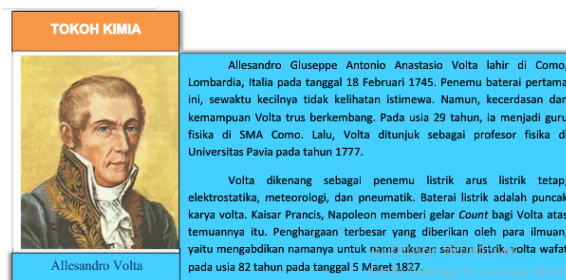 TOKOH KIMIA
Allesandro Gluseppe Antonio Anastasio Volta lahir di Como,
Lombardia, Italia pada tanggal 18 Februari 1745. Penemu baterai pertama
ini, sewaktu kecilnya tidak kelihatan istimewa. Namun, kecerdasan dan
kemampuan Volta trus berkembang. Pada usia 29 tahun, ia menjadi guru
fisika di SMA Como. Lalu, Volta ditunjuk sebagai profesor fisika di
Universitas Pavia pada tahun 1777.
Volta dikenang sebagai penemu listrik arus listrik tetap,
elektrostatika, meteorologi, dan pneumatik. Baterai listrik adalah puncak
karya volta. Kaisar Prancis, Napoleon memberi gelar Count bagi Volta atas
temuannya itu. Penghargaan terbesar yang diberikan oleh para ilmuan,
yaitu mengabdikan namanya untuk nama ukuran satuan listrik. volta wafat
pada usia 82 tahun pada tanggal 5 Maret 1827.
Allesandro Volta